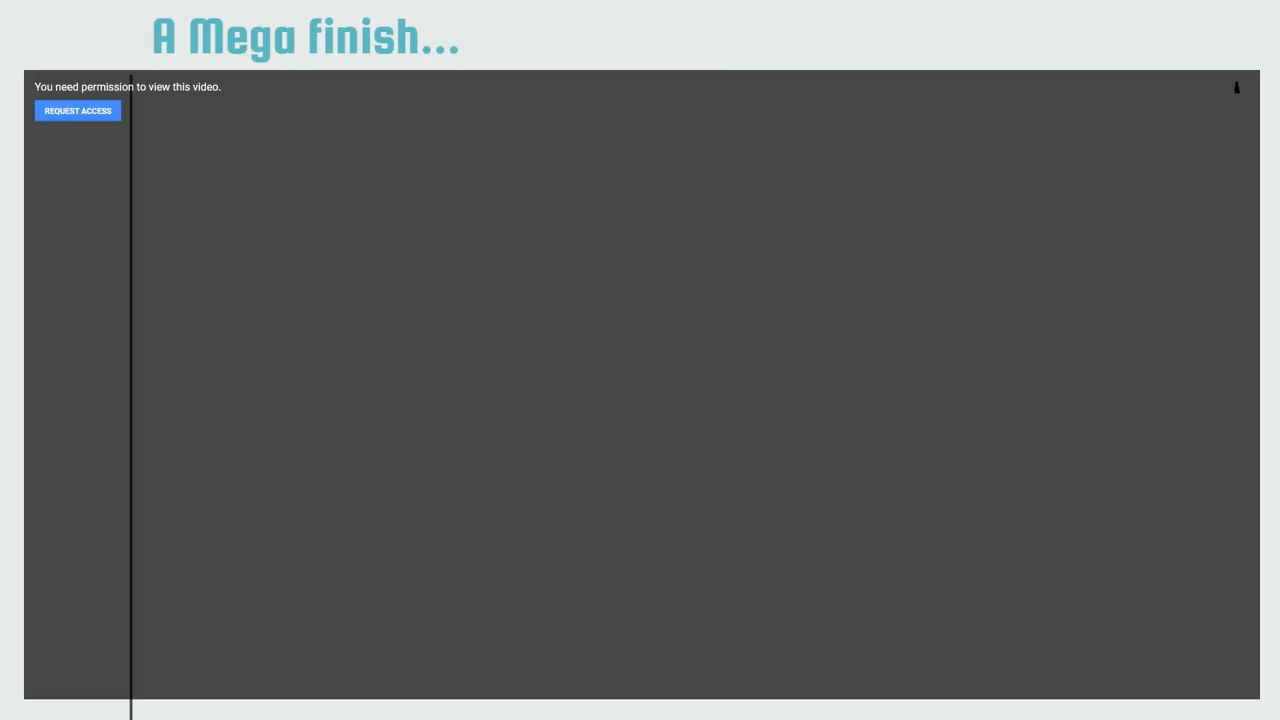 A Mega finish...
You need permission to view this video.
REQUEST ACCESS